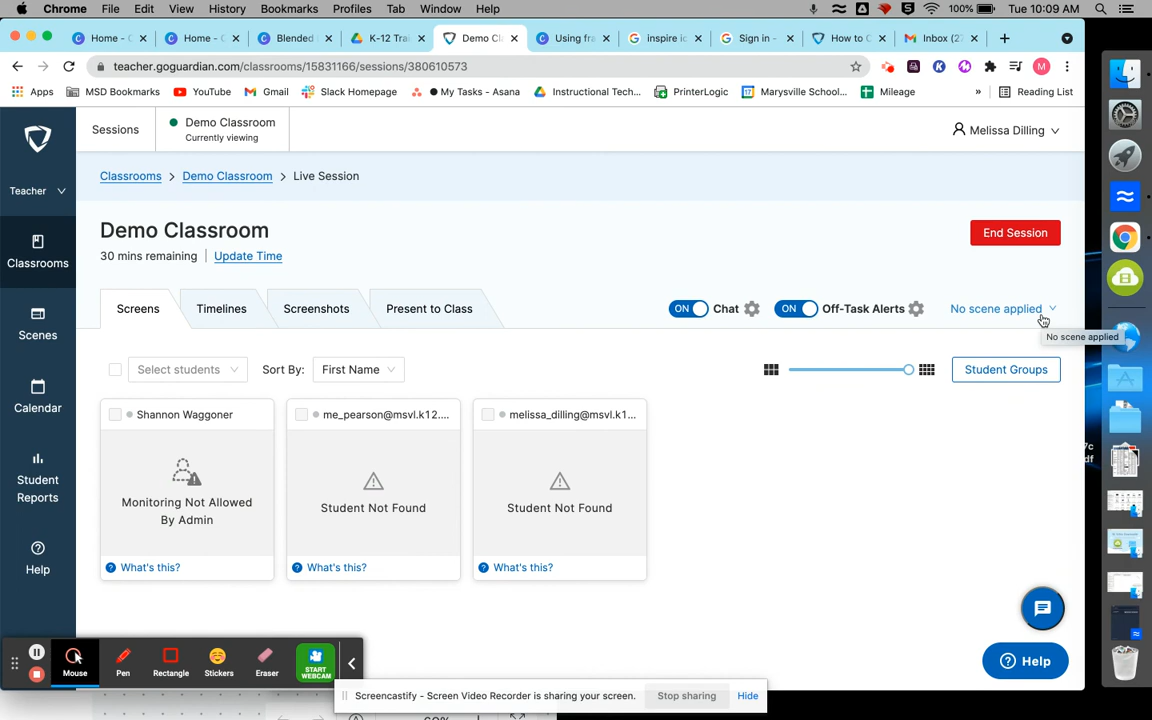 Chrome File Edit View History Bookmarks Profiles Tab Window Help 100% Tue 10:09 AM
Home - C Home - C Blended K-12 Trai Demo Cl Using fra inspire ic Sign in - How to C Inbox (2
teacher.goguardian.com/classrooms/15831166/sessions/380610573 M
Apps MSD Bookmarks YouTube Gmail Slack Homepage My Tasks - Asana Instructional Tech... PrinterLogic Marysville School... Mileage » Reading List
Sessions
Demo Classroom
Currently viewing
Melissa Dilling
Teacher
Classrooms
Scenes
Calendar
Student
Reports
Help
Classrooms > Demo Classroom > Live Session
Demo Classroom
End Session
30 mins remaining | Update Time
Screens Timelines Screenshots Present to Class ON Chat ON Off-Task Alerts No scene applied
No scene applied
Select students Sort By: First Name Student Groups
Shannon Waggoner
Monitoring Not Allowed
By Admin
What's this?
me_pearson@msvl.k12....
Student Not Found
What's this?
melissa_dilling@msvl.k1...
Student Not Found
What's this?
Help
Mouse Pen Rectangle Stickers Eraser START
WEBCAM
Screencastify - Screen Video Recorder is sharing your screen. Stop sharing Hide